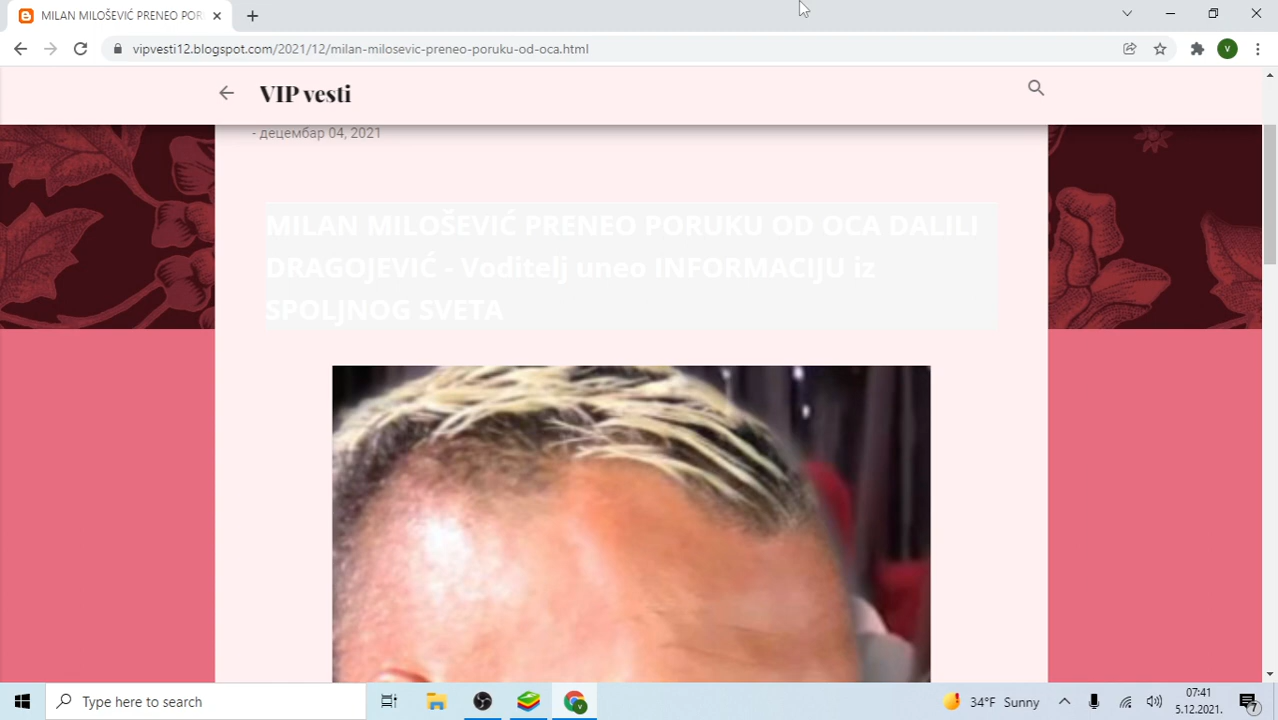 MILAN MILOŠEVIĆ PRENEO POR
vipvesti12.blogspot.com/2021/12/milan-milosevic-preneo-poruku-od-oca.html
v
VIP vesti
- децембар 04, 2021
MILAN MILOŠEVIĆ PRENEO PORUKU OD OCA DALILI
DRAGOJEVIĆ - Voditelj uneo INFORMACIJU iz
SPOLJNOG SVETA
Type here to search
v
34°F Sunny
07:41
5.12.2021.
7